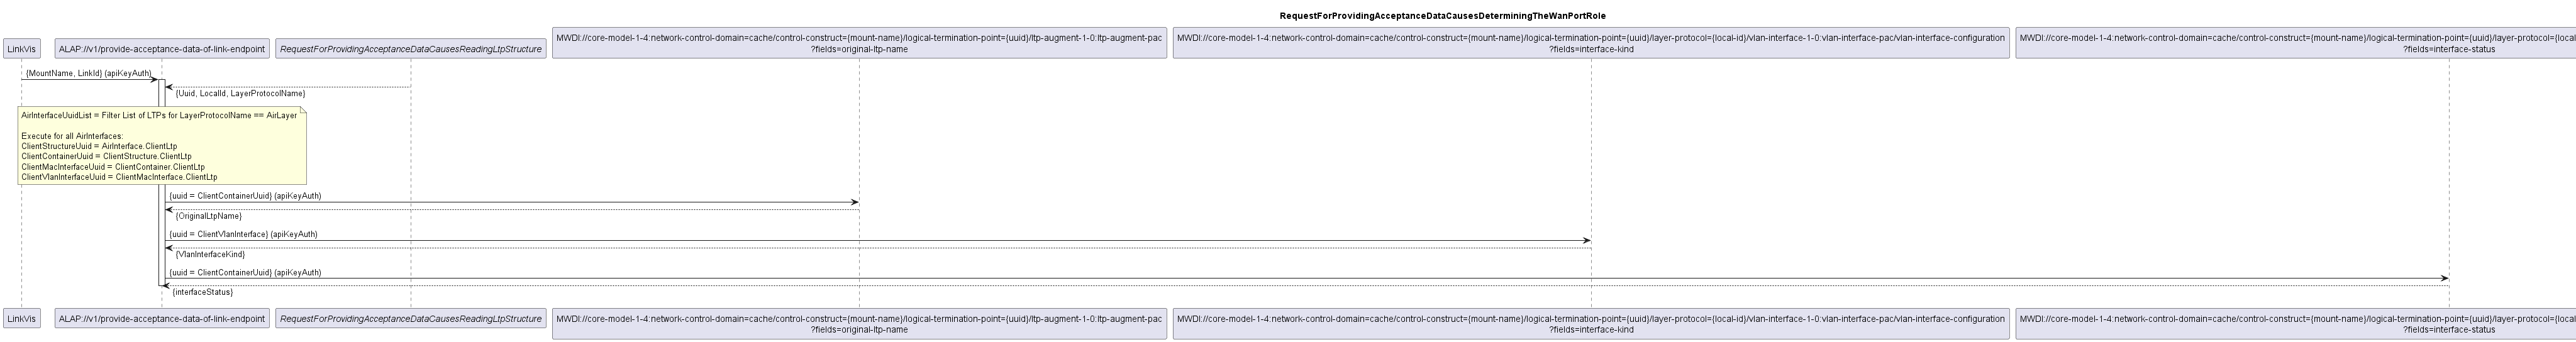 RequestForProvidingAcceptanceDataCausesDeterminingTheWanPortRole
LinkVis
ALAP://v1/provide-acceptance-data-of-link-endpoint
RequestForProvidingAcceptanceDataCausesReadingLtpStructure
MWDI://core-model-1-4:network-control-domain=cache/control-construct={mount-name}/logical-termination-point={uuid}/ltp-augment-1-0:ltp-augment-pac
?fields=original-ltp-name
MWDI://core-model-1-4:network-control-domain=cache/control-construct={mount-name}/logical-termination-point={uuid}/layer-protocol={local-id}/vlan-interface-1-0:vlan-interface-pac/vlan-interface-configuration
?fields=interface-kind
MWDI://core-model-1-4:network-control-domain=cache/control-construct={mount-name}/logical-termination-point={uuid}/layer-protocol={local
?fields=interface-status
{MountName, LinkId} (apiKeyAuth)
{Uuid, LocalId, LayerProtocolName}
AirInterfaceUuidList = Filter List of LTPs for LayerProtocolName == AirLayer
Execute for all AirInterfaces:
ClientStructureUuid = AirInterface.ClientLtp
ClientContainerUuid = ClientStructure.ClientLtp
ClientMacInterfaceUuid = ClientContainer.ClientLtp
ClientVlanInterfaceUuid = ClientMacInterface.ClientLtp
{uuid = ClientContainerUuid} (apiKeyAuth)
{OriginalLtpName}
{uuid = ClientVlanInterface} (apiKeyAuth)
{VlanInterfaceKind}
{uuid = ClientContainerUuid} (apiKeyAuth)
{interfaceStatus}
LinkVis
ALAP://v1/provide-acceptance-data-of-link-endpoint
RequestForProvidingAcceptanceDataCausesReadingLtpStructure
MWDI://core-model-1-4:network-control-domain=cache/control-construct={mount-name}/logical-termination-point={uuid}/ltp-augment-1-0:ltp-augment-pac
?fields=original-ltp-name
MWDI://core-model-1-4:network-control-domain=cache/control-construct={mount-name}/logical-termination-point={uuid}/layer-protocol={local-id}/vlan-interface-1-0:vlan-interface-pac/vlan-interface-configuration
?fields=interface-kind
MWDI://core-model-1-4:network-control-domain=cache/control-construct={mount-name}/logical-termination-point={uuid}/layer-protocol={local
?fields=interface-status